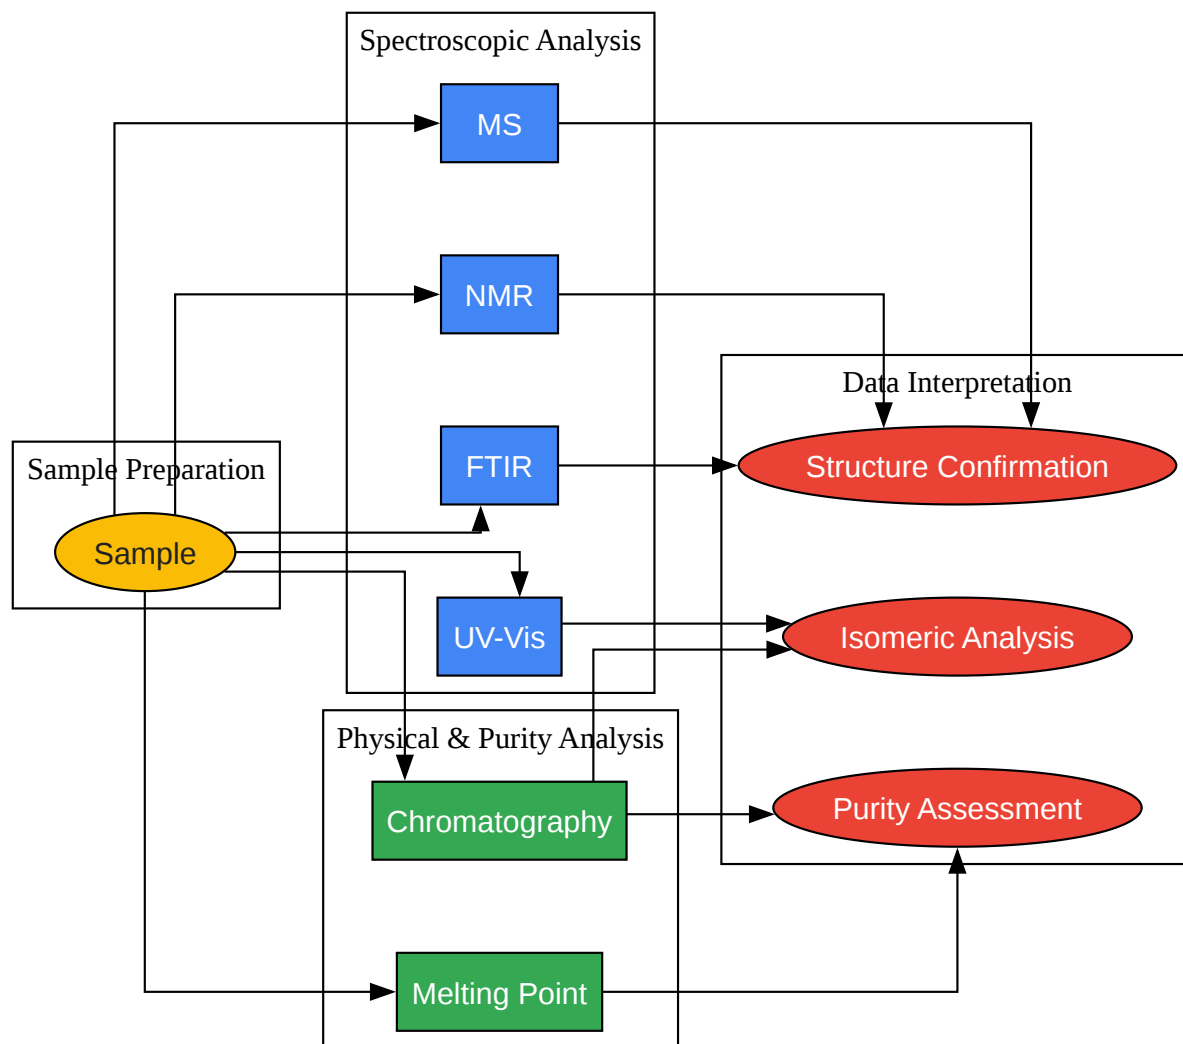 Spectroscopic Analysis
MS
NMR
Data Interpretation
FTIR
Structure Confirmation
Sample Preparation
Sample
UV-Vis
Isomeric Analysis
Physical & Purity Analysis
Chromatography
Purity Assessment
Melting Point